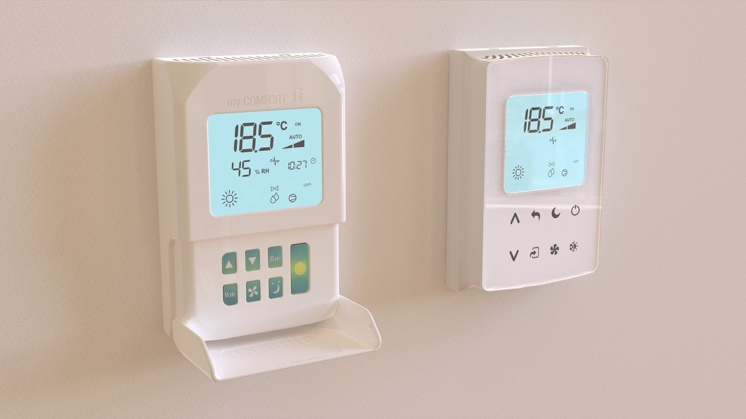 my COMFORT
18.5 °C ON
AUTO
45 % RH 10:27
Set
Mode
18.5 °C ON
AUTO